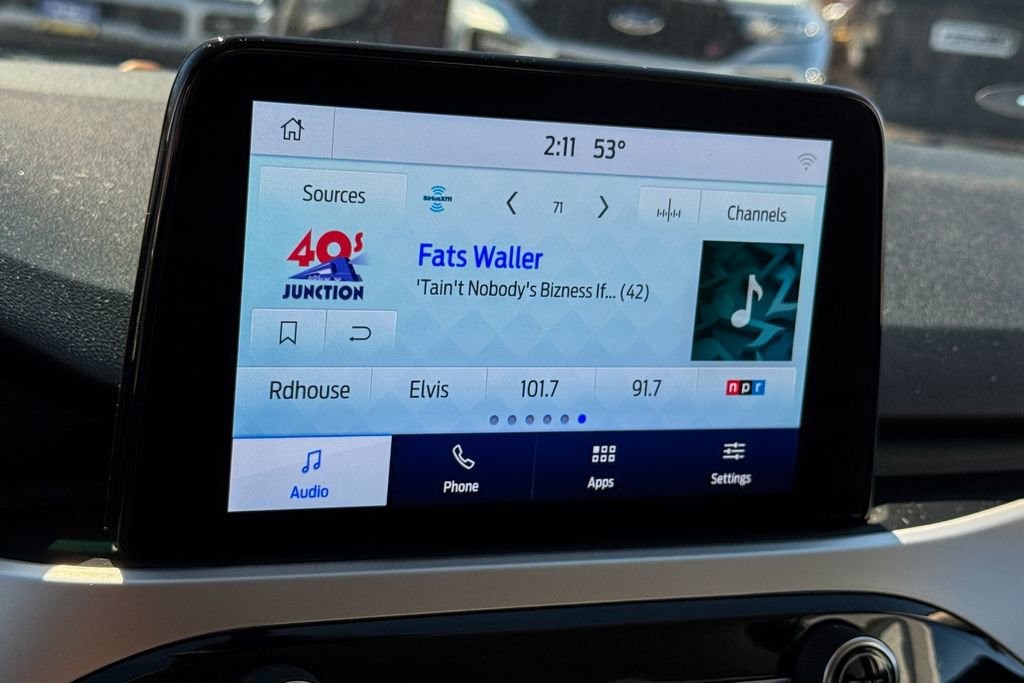 2:11 53°
Sources
SiriusXM
71
Channels
40s
JUNCTION
Fats Waller
'Tain't Nobody's Bizness If... (42)
Rdhouse
Elvis
101.7
91.7
npr
Audio
Phone
Apps
Settings